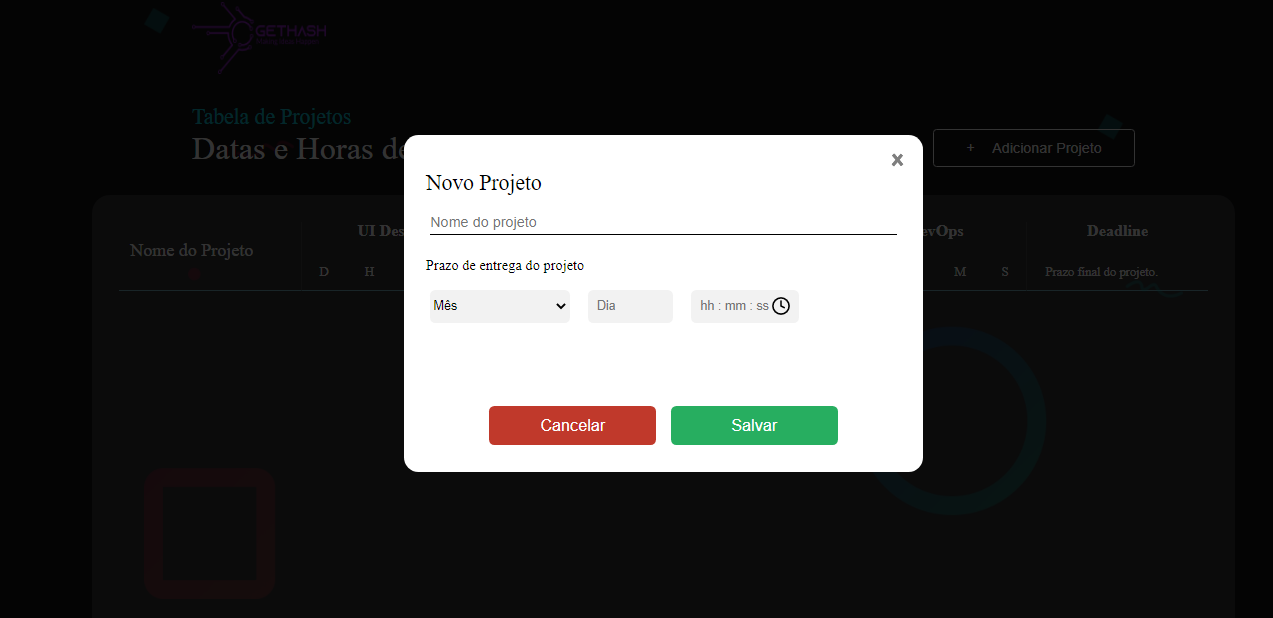 GETHASH
Tabela de Projetos
Datas e Horas de
+ Adicionar Projeto
×
Novo Projeto
Nome do projeto
Prazo de entrega do projeto
Mês Dia hh : mm : ss
Cancelar Salvar
UI Des
evOps Deadline
Nome do Projeto
D H M S Prazo final do projeto.